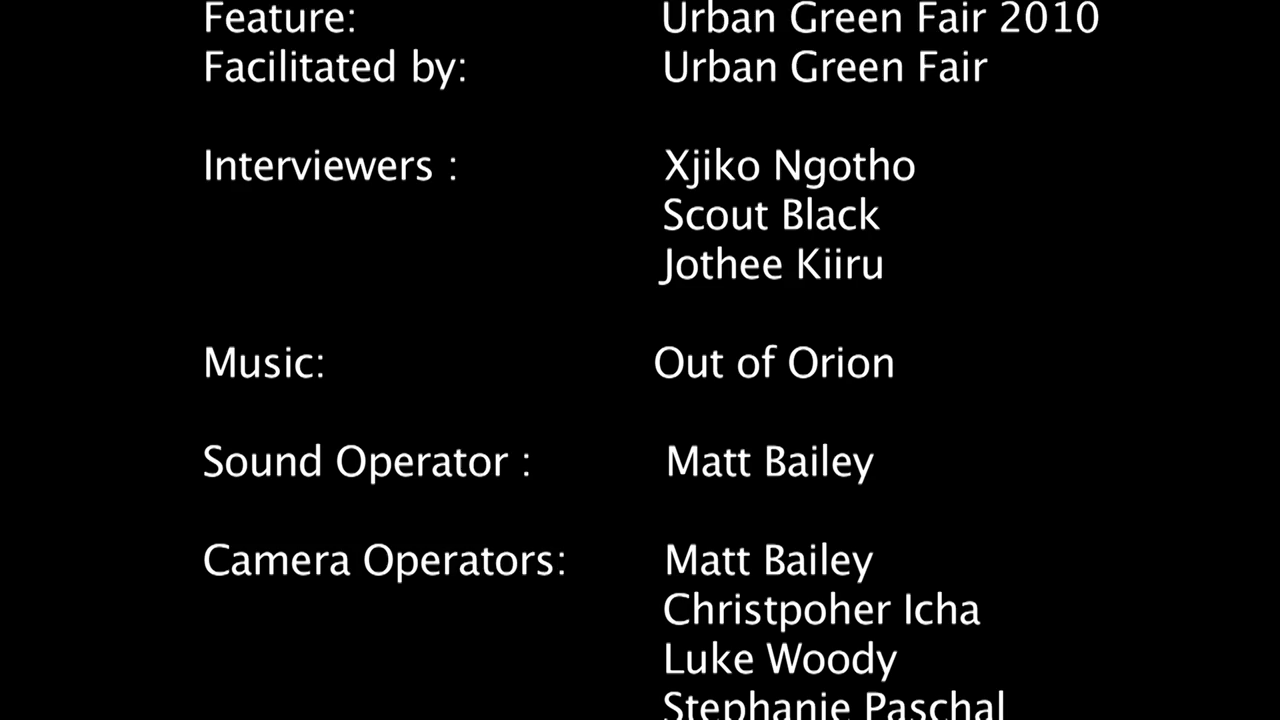 Feature: Urban Green Fair 2010
Facilitated by: Urban Green Fair
Interviewers : Xjiko Ngotho
Scout Black
Jothee Kiiru
Music: Out of Orion
Sound Operator : Matt Bailey
Camera Operators: Matt Bailey
Christpoher Icha
Luke Woody
Stephanie Paschal